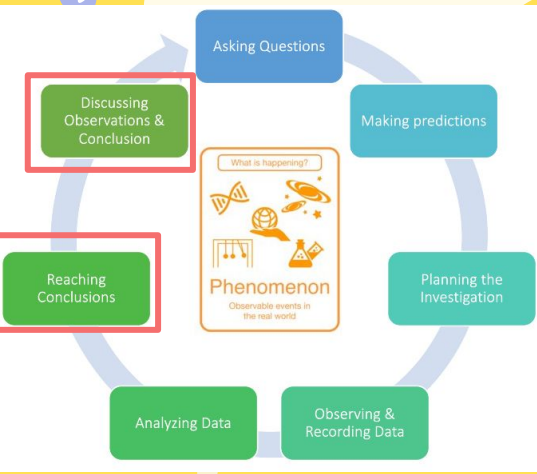 Asking Questions
Making predictions
Planning the
Investigation
Observing &
Recording Data
Analyzing Data
Reaching
Conclusions
Discussing
Observations &
Conclusion
What is happening?
Phenomenon
Observable events in
the real world